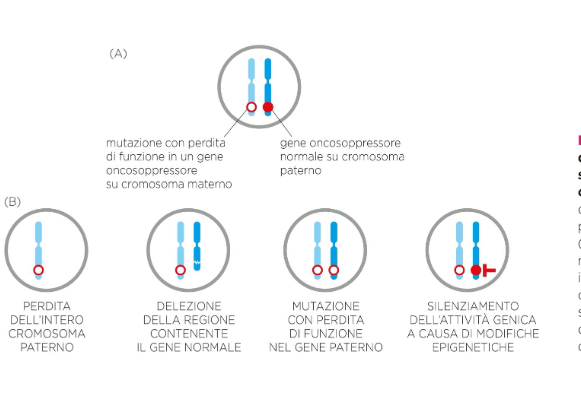 (A)
mutazione con perdita
di funzione in un gene
oncosoppressore
su cromosoma materno
gene oncosoppressore
normale su cromosoma
paterno
(B)
PERDITA
DELL'INTERO
CROMOSOMA
PATERNO
DELEZIONE
DELLA REGIONE
CONTENENTE
IL GENE NORMALE
MUTAZIONE
CON PERDITA
DI FUNZIONE
NEL GENE PATERNO
SILENZIAMENTO
DELL'ATTIVITÀ GENICA
A CAUSA DI MODIFICHE
EPIGENETICHE